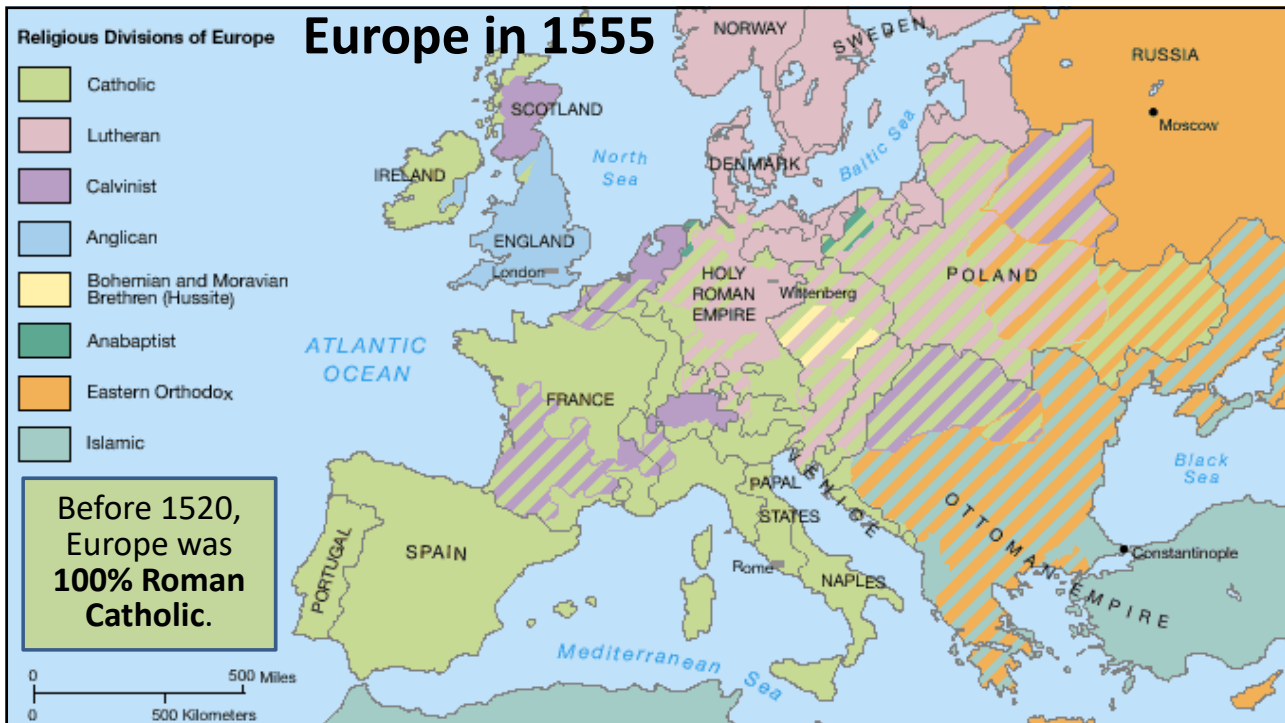 Europe in 1555
Religious Divisions of Europe
Catholic
Lutheran
Calvinist
Anglican
Bohemian and Moravian
Brethren (Hussite)
Anabaptist
Eastern Orthodox
Islamic
Before 1520,
Europe was
100% Roman
Catholic.
0
500 Miles
0
500 Kilometers
NORWAY
SWEDEN
RUSSIA
Moscow
SCOTLAND
North
Sea
DENMARK
Baltic Sea
IRELAND
ENGLAND
London
HOLY
ROMAN
EMPIRE
Wittenberg
POLAND
ATLANTIC
OCEAN
FRANCE
VENICE
PAPAL
STATES
Black
Sea
OTTOMAN EMPIRE
Constantinople
PORTUGAL
SPAIN
Rome
NAPLES
Mediterranean
Sea